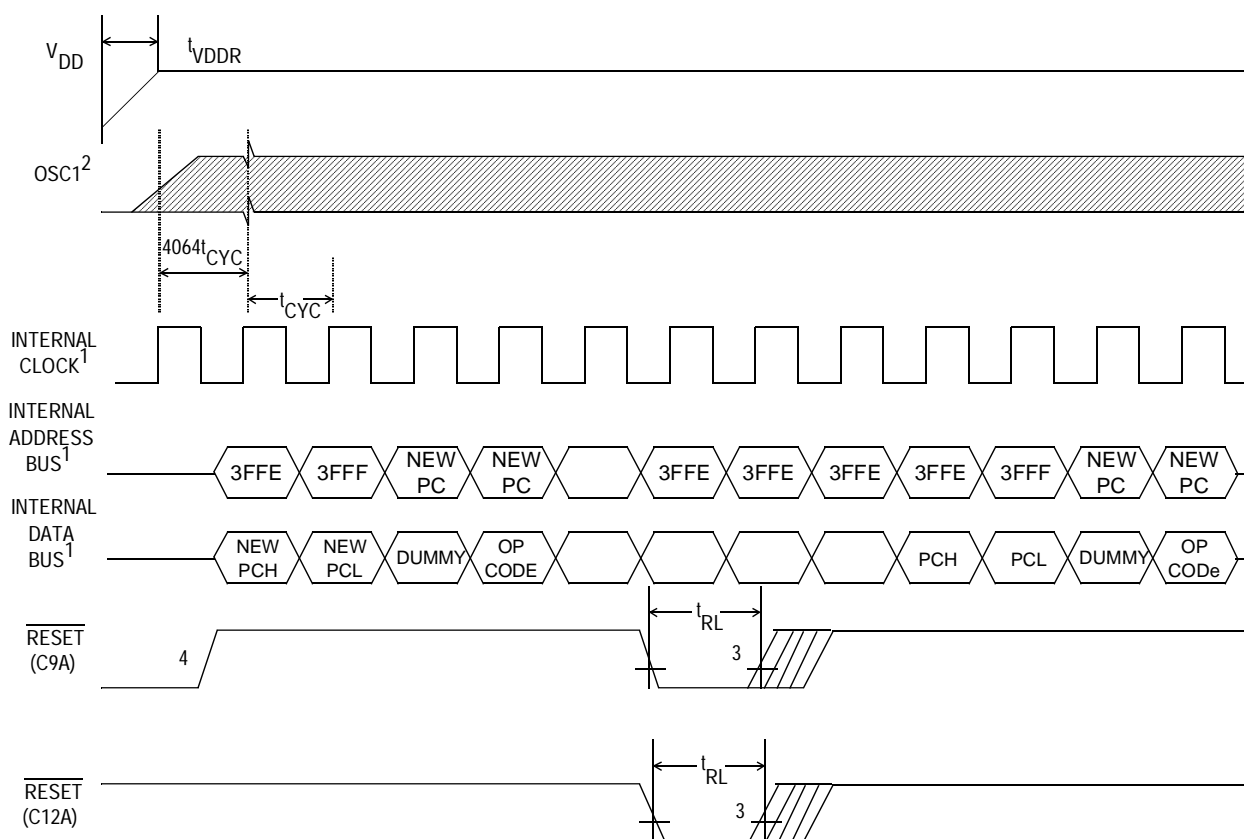 VDD
tVDDR
OSC1²
4064tCYC
tCYC
INTERNAL
CLOCK¹
INTERNAL
ADDRESS
BUS¹
3FFE
3FFF
NEW
PC
NEW
PC
3FFE
3FFE
3FFE
3FFE
3FFF
NEW
PC
NEW
PC
INTERNAL
DATA
BUS¹
NEW
PCH
NEW
PCL
DUMMY
OP
CODE
PCH
PCL
DUMMY
OP
CODe
RESET
(C9A)
4
tRL
3
RESET
(C12A)
tRL
3